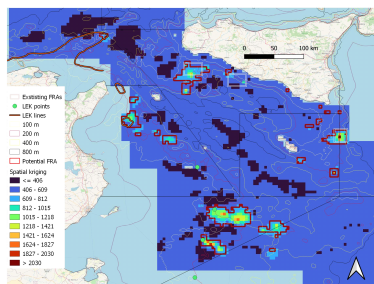 0 50 100 km
Exstisting FRAs
LEK points
LEK lines
100 m
200 m
400 m
800 m
Potential FRA
Spatial kriging
<= 406
406 - 609
609 - 812
812 - 1015
1015 - 1218
1218 - 1421
1421 - 1624
1624 - 1827
1827 - 2030
> 2030